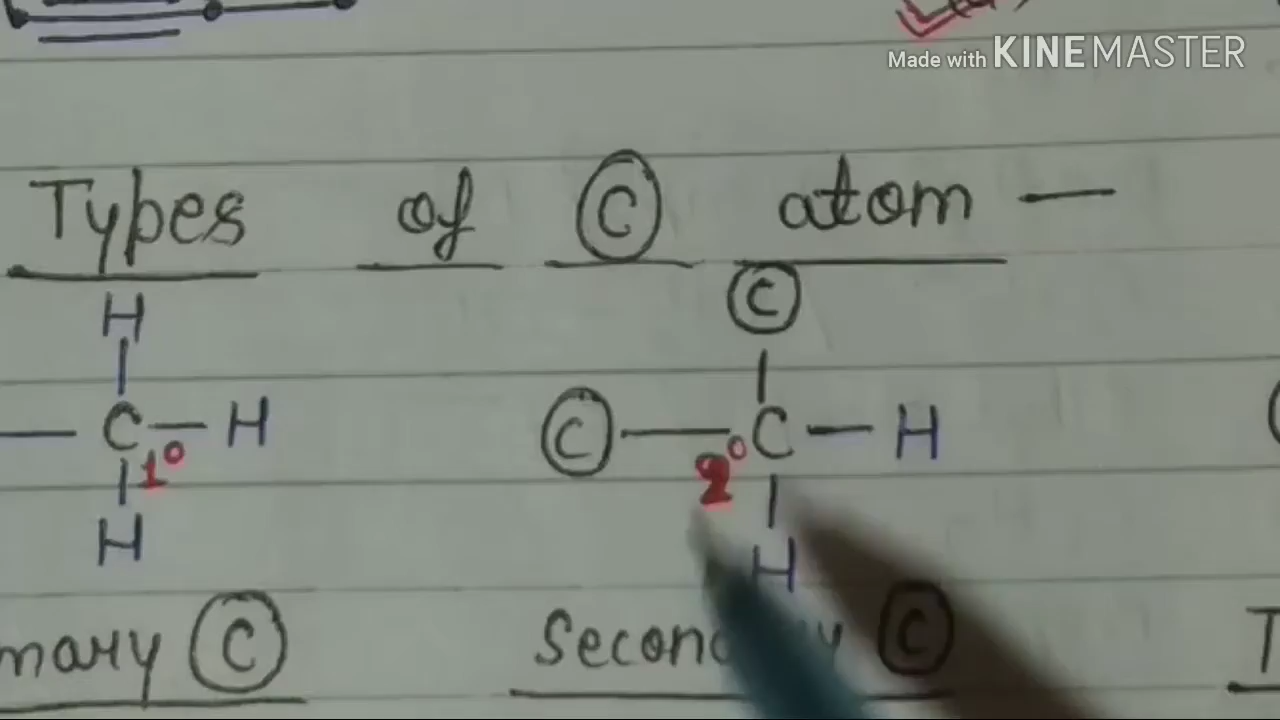 Made with KINEMASTER
Types of C atom —
H C
C H C C H
1° 2°
H H
mary C Secon y C T